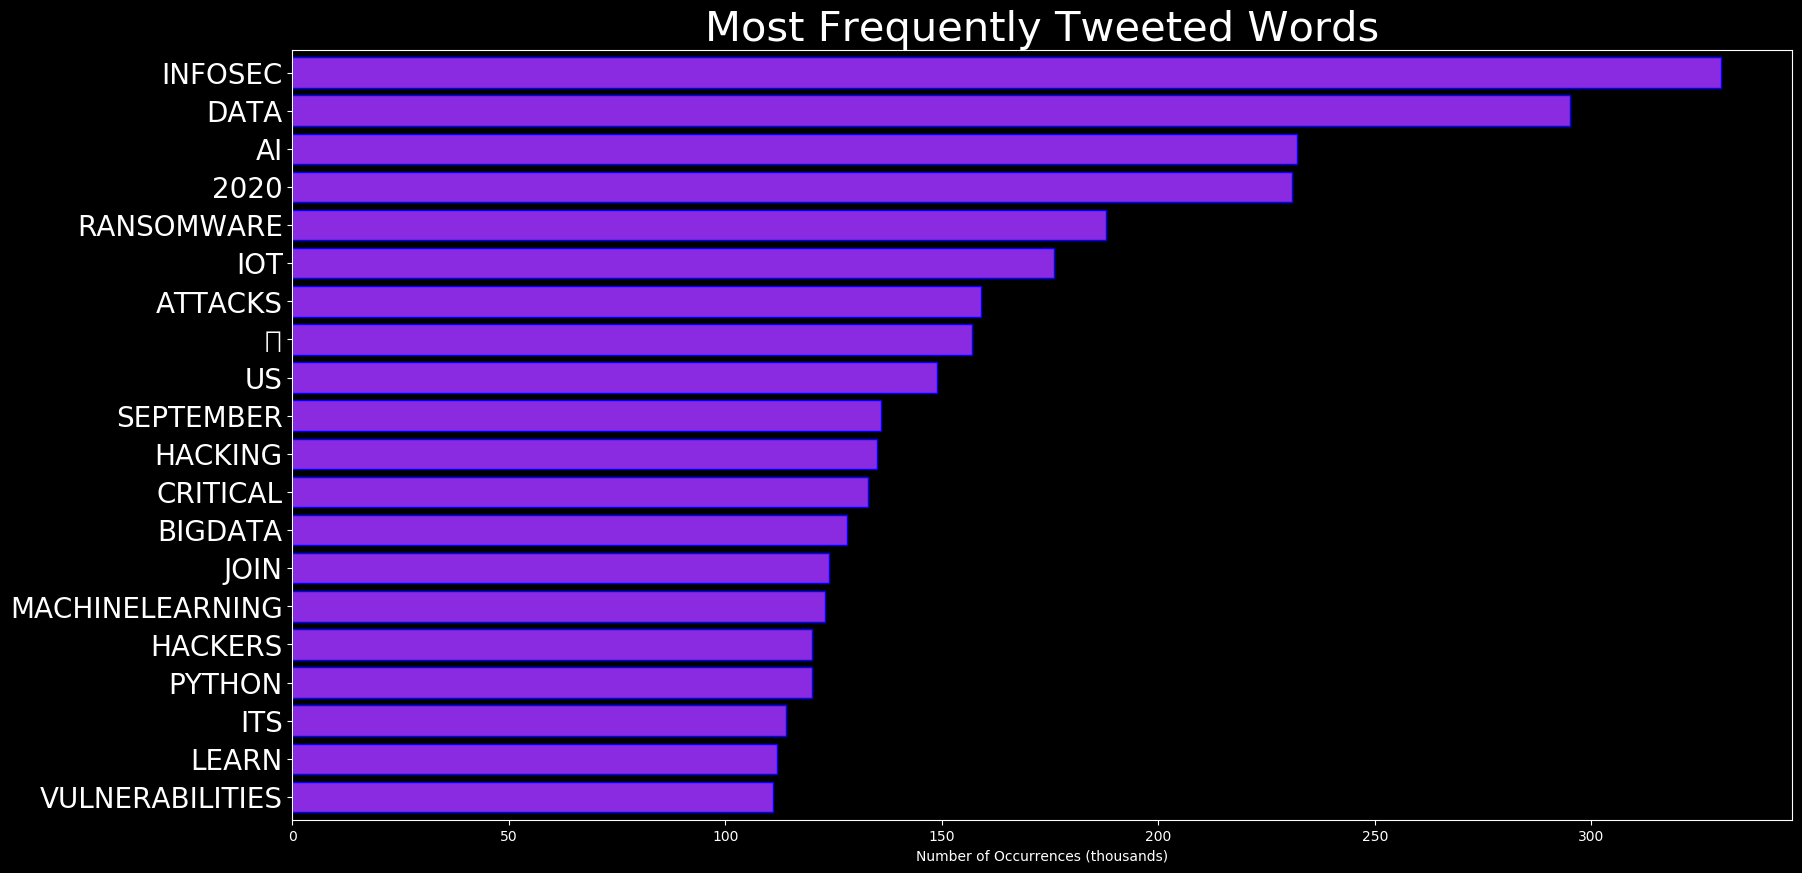 Most Frequently Tweeted Words
INFOSEC
DATA
AI
2020
RANSOMWARE
IOT
ATTACKS
US
SEPTEMBER
HACKING
CRITICAL
BIGDATA
JOIN
MACHINELEARNING
HACKERS
PYTHON
ITS
LEARN
VULNERABILITIES
0 50 100 150 200 250 300
Number of Occurrences (thousands)